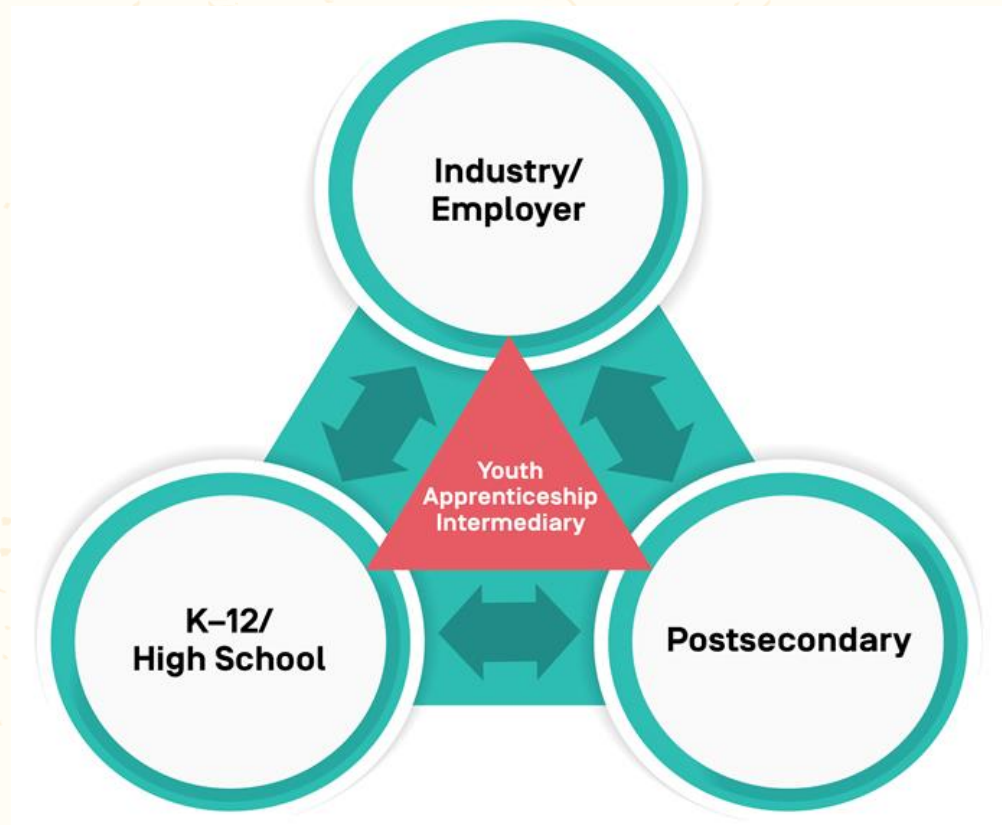 Industry/
Employer
Youth
Apprenticeship
Intermediary
K–12/
High School
Postsecondary